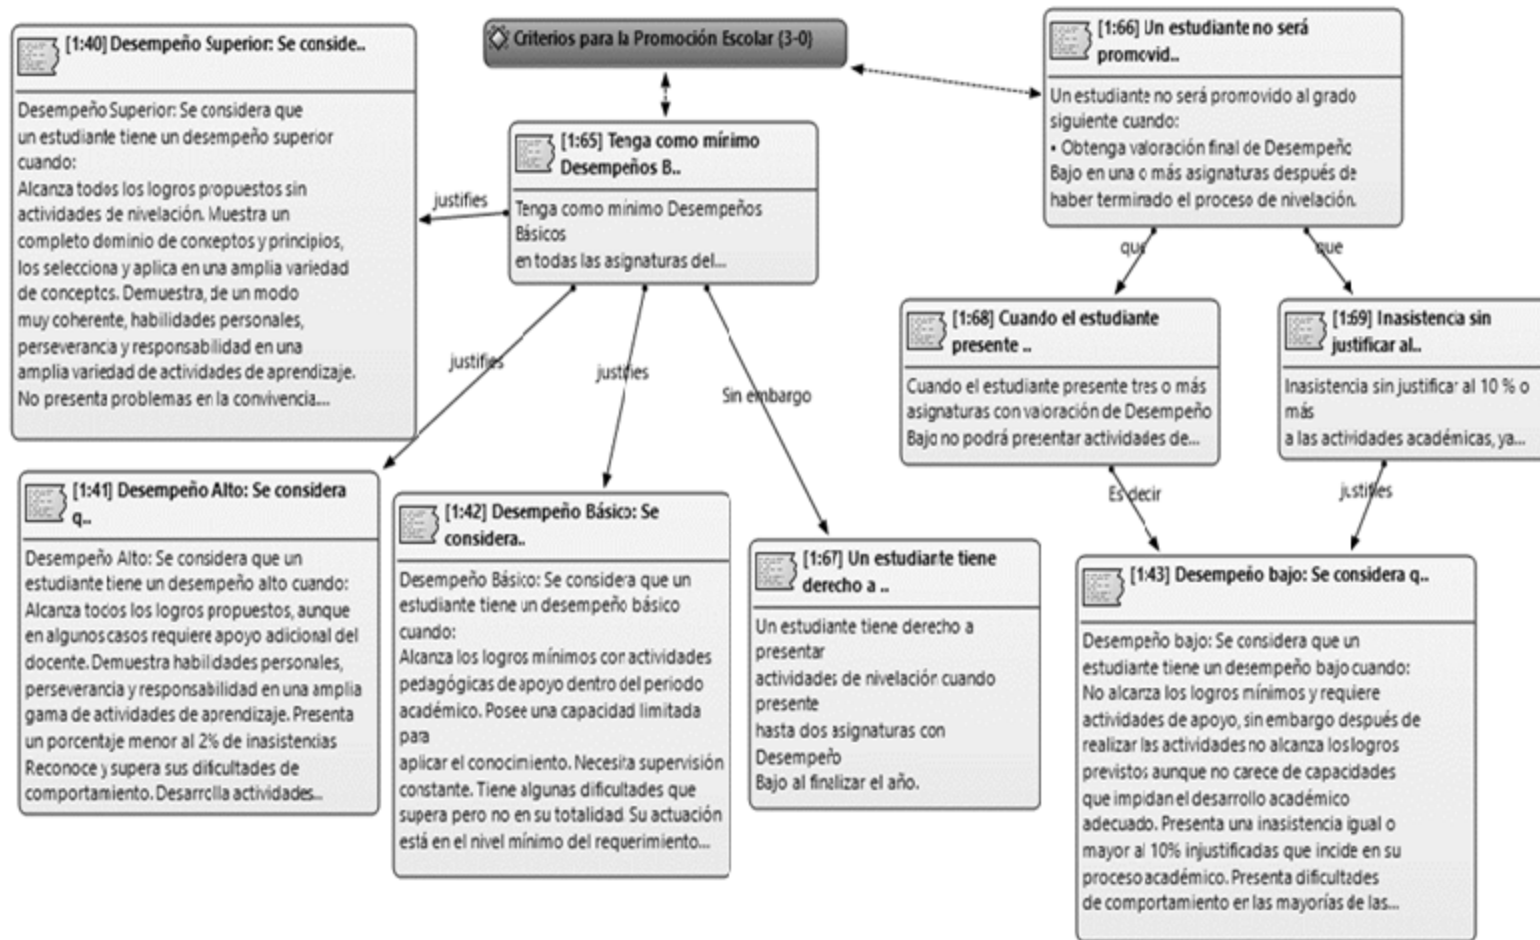 [1:40] Desempeño Superior: Se conside..
Desempeño Superior: Se considera que
un estudiante tiene un desempeño superior
cuando:
Alcanza todos los logros propuestos sin
actividades de nivelación. Muestra un
completo dominio de conceptos y principios,
los selecciona y aplica en una amplia variedad
de conceptos. Demuestra, de un modo
muy coherente, habilidades personales,
perseverancia y responsabilidad en una
amplia variedad de actividades de aprendizaje.
No presenta problemas en la convivencia....
Criterios para la Promoción Escolar (3-0)
[1:65] Tenga como mínimo
Desempeños B..
Tenga como mínimo Desempeños
Básicos
en todas las asignaturas del...
[1:66] Un estudiante no será
promovid..
Un estudiante no será promovido al grado
siguiente cuando:
• Obtenga valoración final de Desempeño
Bajo en una o más asignaturas después de
haber terminado el proceso de nivelación.
justifies
justifies
justifies
Sin embargo
que
que
[1:68] Cuando el estudiante
presente ..
Cuando el estudiante presente tres o más
asignaturas con valoración de Desempeño
Bajo no podrá presentar actividades de...
[1:69] Inasistencia sin
justificar al..
Inasistencia sin justificar al 10 % o
más
a las actividades académicas, ya...
Es decir
justifies
[1:41] Desempeño Alto: Se considera
q..
Desempeño Alto: Se considera que un
estudiante tiene un desempeño alto cuando:
Alcanza todos los logros propuestos, aunque
en algunos casos requiere apoyo adicional del
docente. Demuestra habilidades personales,
perseverancia y responsabilidad en una amplia
gama de actividades de aprendizaje. Presenta
un porcentaje menor al 2% de inasistencias
Reconoce y supera sus dificultades de
comportamiento. Desarrolla actividades...
[1:42] Desempeño Básico: Se
considera..
Desempeño Básico: Se considera que un
estudiante tiene un desempeño básico
cuando:
Alcanza los logros mínimos con actividades
pedagógicas de apoyo dentro del periodo
académico. Posee una capacidad limitada
para
aplicar el conocimiento. Necesita supervisión
constante. Tiene algunas dificultades que
supera pero no en su totalidad. Su actuación
está en el nivel mínimo del requerimiento...
[1:67] Un estudiante tiene
derecho a ..
Un estudiante tiene derecho a
presentar
actividades de nivelación cuando
presente
hasta dos asignaturas con
Desempeño
Bajo al finalizar el año.
[1:43] Desempeño bajo: Se considera q..
Desempeño bajo: Se considera que un
estudiante tiene un desempeño bajo cuando:
No alcanza los logros mínimos y requiere
actividades de apoyo, sin embargo después de
realizar las actividades no alcanza los logros
previstos aunque no carece de capacidades
que impidan el desarrollo académico
adecuado. Presenta una inasistencia igual o
mayor al 10% injustificadas que incide en su
proceso académico. Presenta dificultades
de comportamiento en las mayorías de las...